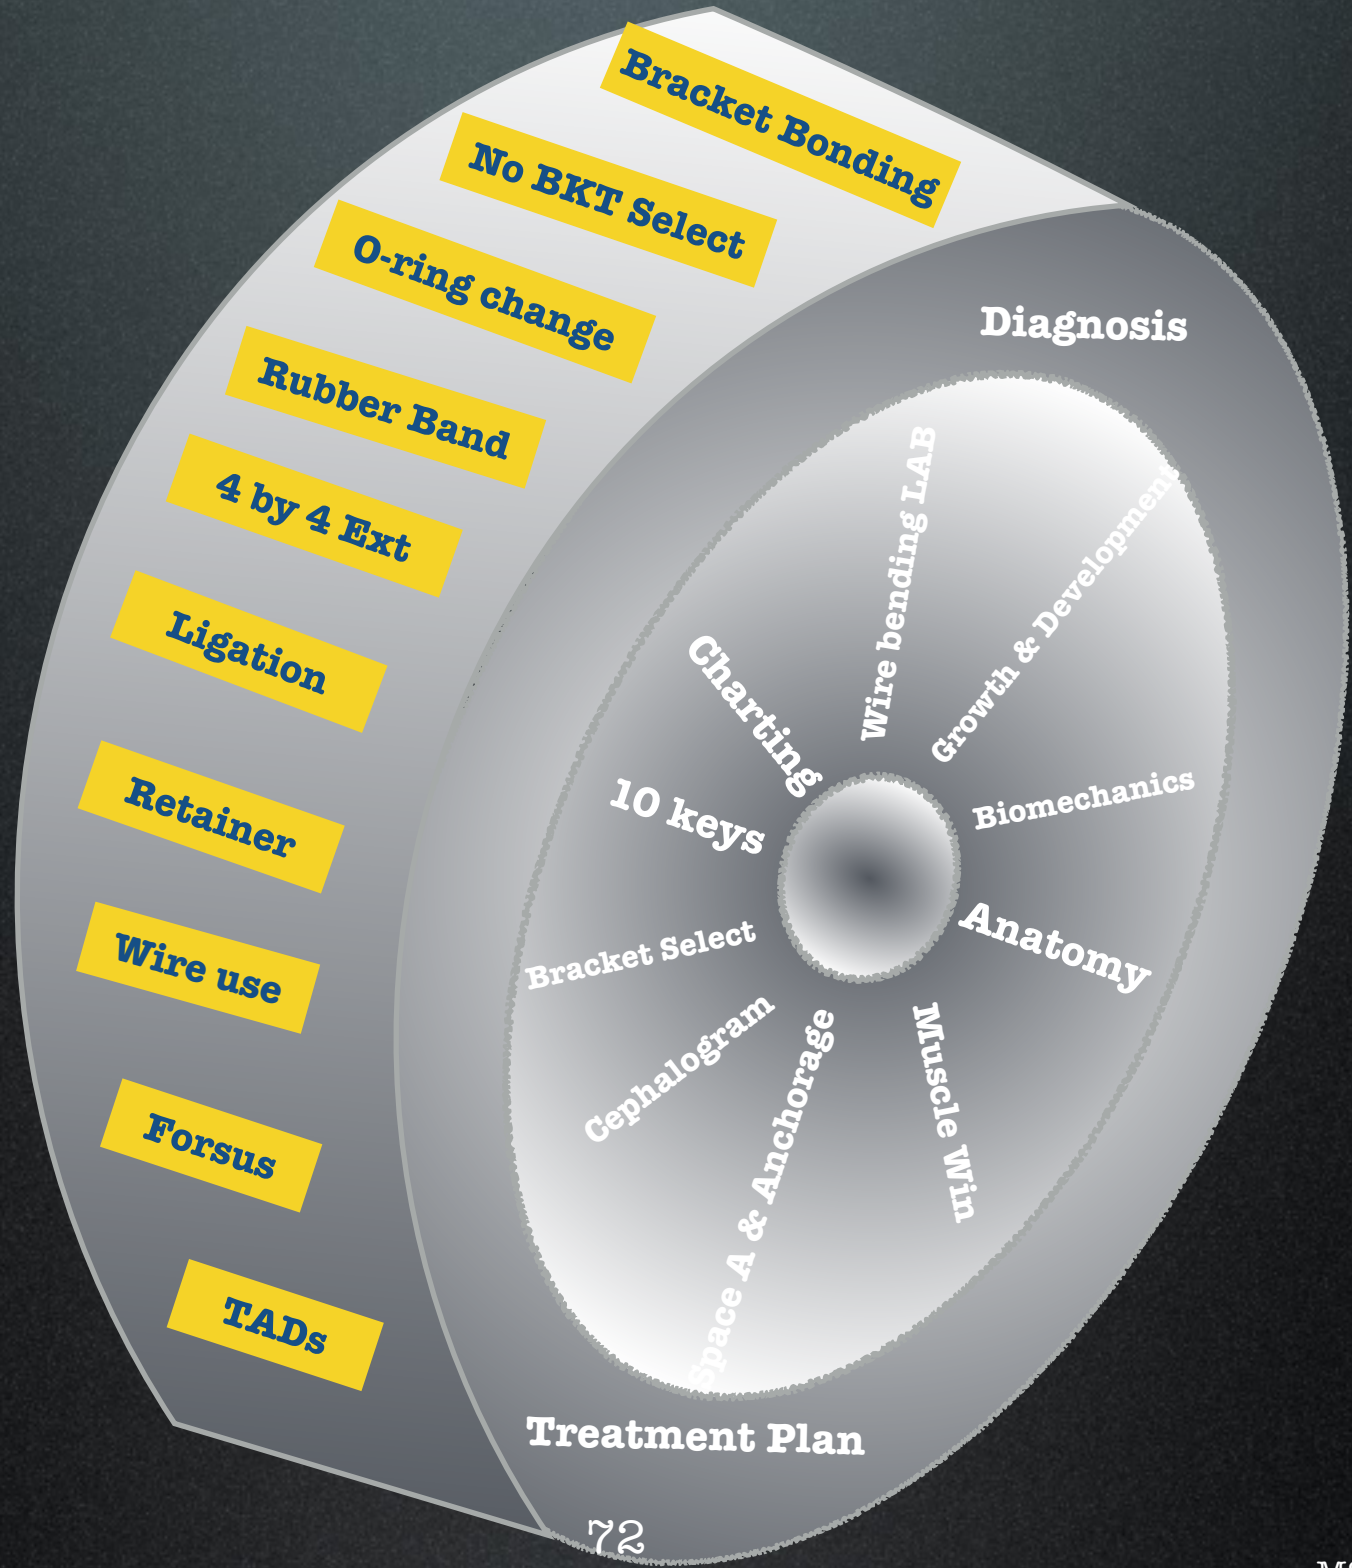 Bracket Bonding
No BKT Select
O-ring change
Rubber Band
4 by 4 Ext
Ligation
Retainer
Wire use
Forsus
TADs
Diagnosis
Wire bending LAB
Growth & Development
Charting
10 keys
Biomechanics
Bracket Select
Anatomy
Cephalogram
Space A & Anchorage
Muscle Win
Treatment Plan
72